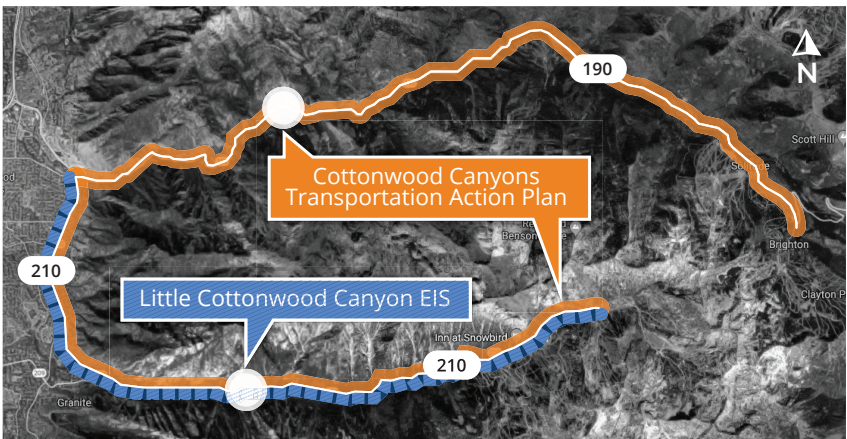 190
N
Scott Hill
ood
Cottonwood Canyons
Transportation Action Plan
Brighton
210
Little Cottonwood Canyon EIS
Clayton P
Inn at Snowbird
210
Granite